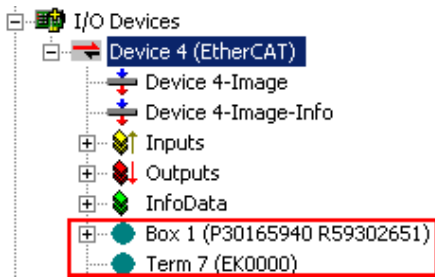 I/O Devices
Device 4 (EtherCAT)
Device 4-Image
Device 4-Image-Info
Inputs
Outputs
InfoData
Box 1 (P30165940 R59302651)
Term 7 (EK0000)